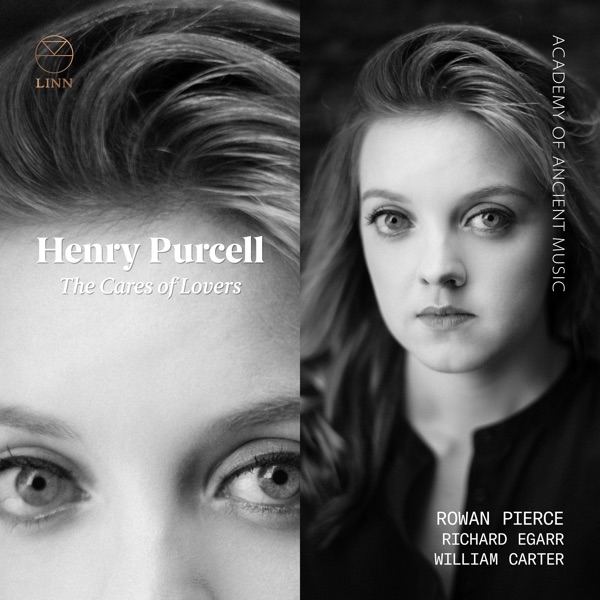 LINN
Henry Purcell
The Cares of Lovers
ACADEMY OF ANCIENT MUSIC
ROWAN PIERCE
RICHARD EGARR
WILLIAM CARTER